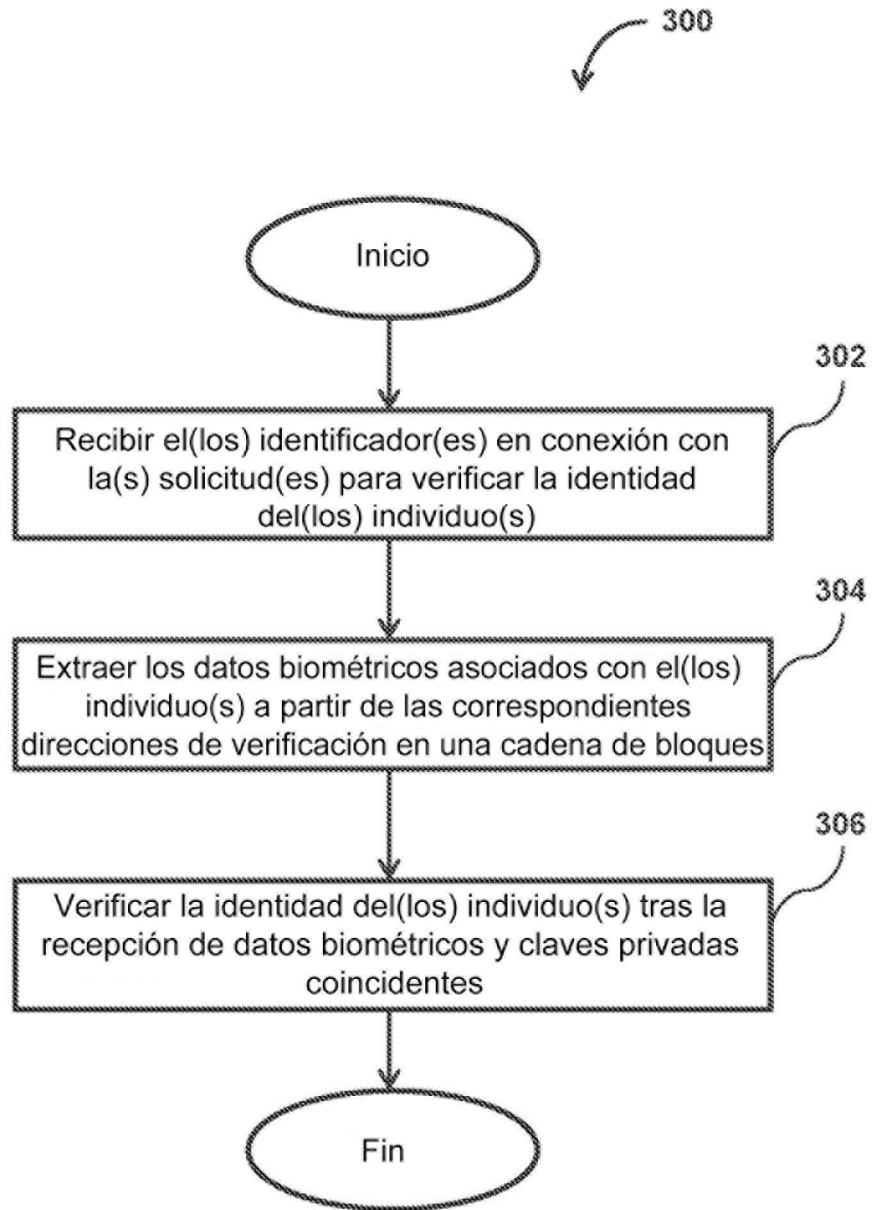 300
Inicio
302
Recibir el(los) identificador(es) en conexión con
la(s) solicitud(es) para verificar la identidad
del(los) individuo(s)
304
Extraer los datos biométricos asociados con el(los)
individuo(s) a partir de las correspondientes
direcciones de verificación en una cadena de bloques
306
Verificar la identidad del(los) individuo(s) tras la
recepción de datos biométricos y claves privadas
coincidentes
Fin